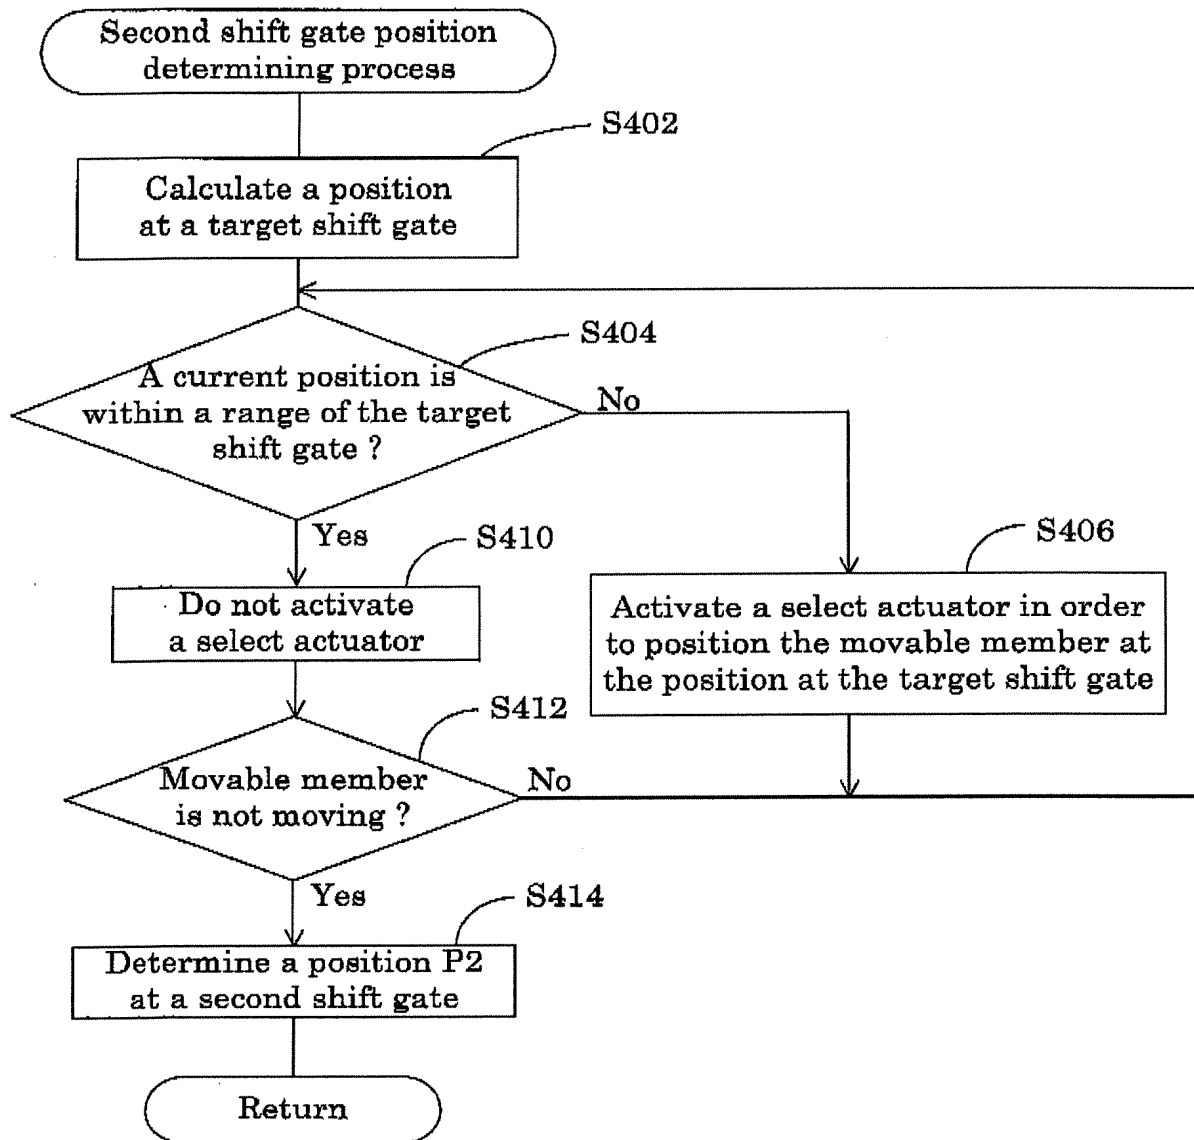 Second shift gate position
determining process
S402
Calculate a position
at a target shift gate
S404
A current position is
within a range of the target
shift gate ?
No
Yes
S410
Do not activate
a select actuator
S406
Activate a select actuator in order
to position the movable member at
the position at the target shift gate
S412
Movable member
is not moving ?
No
Yes
S414
Determine a position P2
at a second shift gate
Return